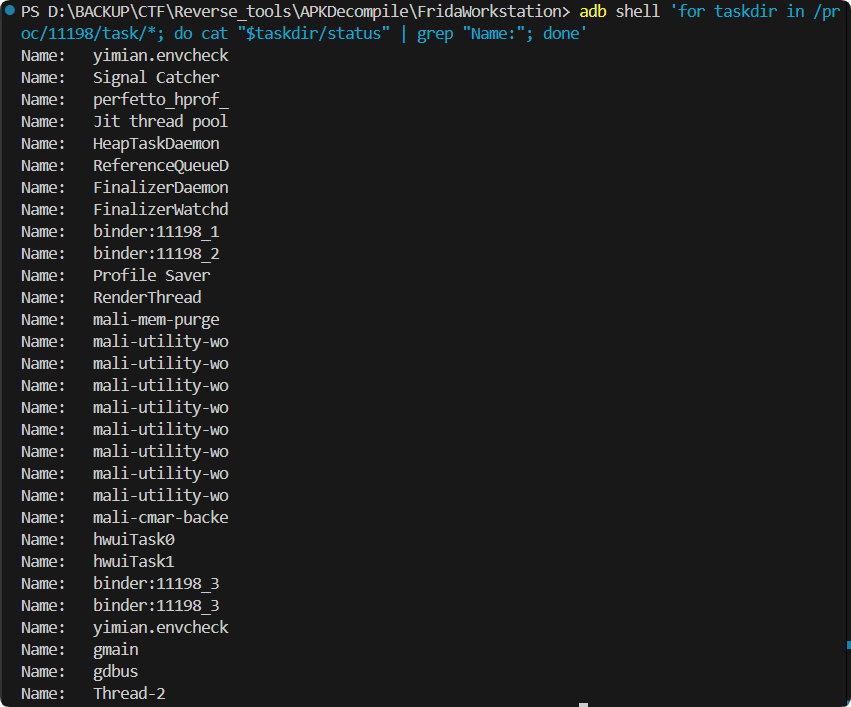 PS D:\BACKUP\CTF\Reverse_tools\APKDecompile\FridaWorkstation> adb shell 'for taskdir in /pr
oc/11198/task/*; do cat "$taskdir/status" | grep "Name:"; done'
Name:   yimian.envcheck
Name:   Signal Catcher
Name:   perfetto_hprof_
Name:   Jit thread pool
Name:   HeapTaskDaemon
Name:   ReferenceQueueD
Name:   FinalizerDaemon
Name:   FinalizerWatchd
Name:   binder:11198_1
Name:   binder:11198_2
Name:   Profile Saver
Name:   RenderThread
Name:   mali-mem-purge
Name:   mali-utility-wo
Name:   mali-utility-wo
Name:   mali-utility-wo
Name:   mali-utility-wo
Name:   mali-utility-wo
Name:   mali-utility-wo
Name:   mali-utility-wo
Name:   mali-utility-wo
Name:   mali-cmar-backe
Name:   hwuiTask0
Name:   hwuiTask1
Name:   binder:11198_3
Name:   binder:11198_3
Name:   yimian.envcheck
Name:   gmain
Name:   gdbus
Name:   Thread-2